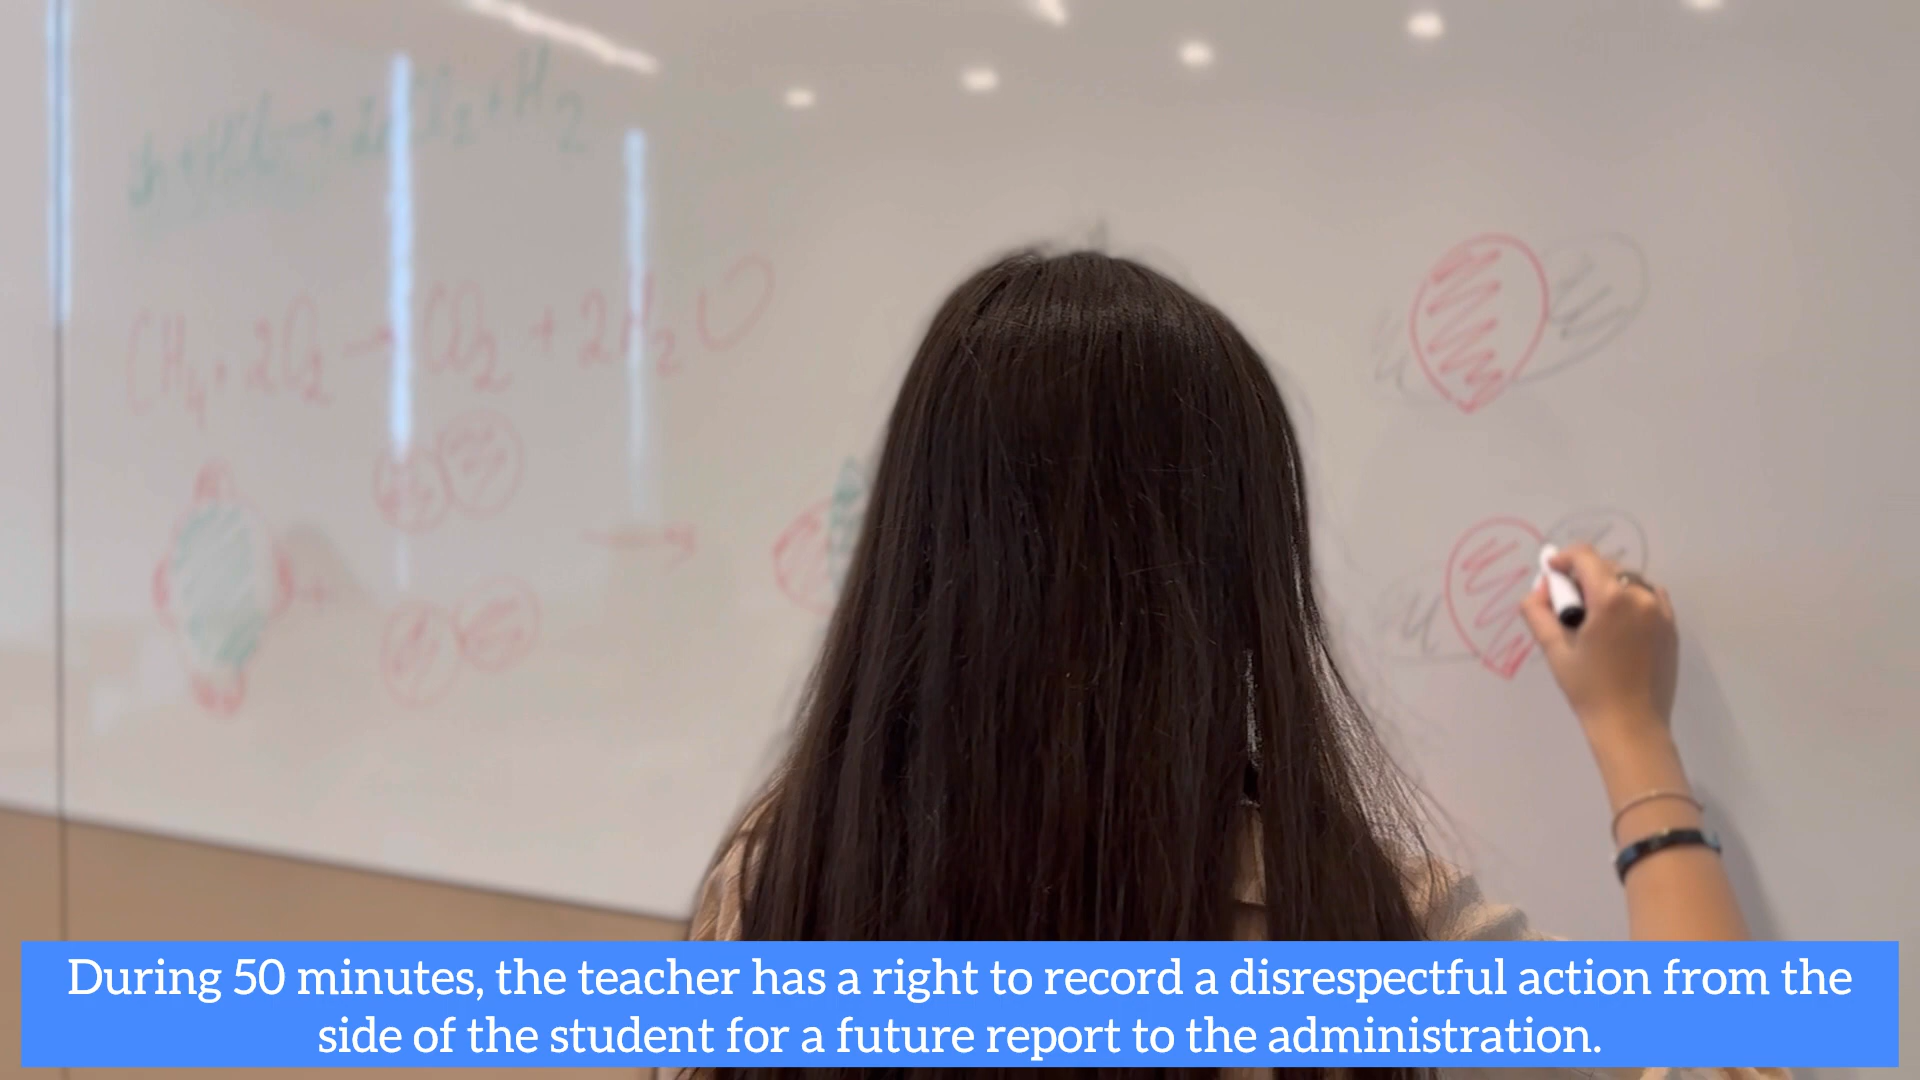 CH₄ + 2O₂ → CO₂ + 2H₂O
During 50 minutes, the teacher has a right to record a disrespectful action from the
side of the student for a future report to the administration.